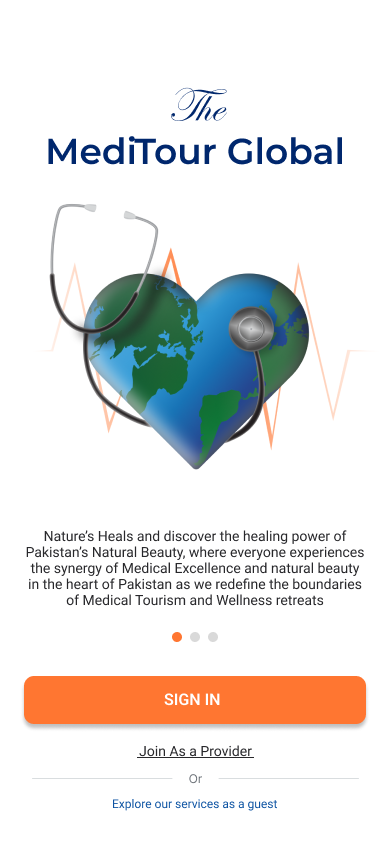 The
MediTour Global
Nature's Heals and discover the healing power of
Pakistan's Natural Beauty, where everyone experiences
the synergy of Medical Excellence and natural beauty
in the heart of Pakistan as we redefine the boundaries
of Medical Tourism and Wellness retreats
SIGN IN
Join As a Provider
Or
Explore our services as a guest